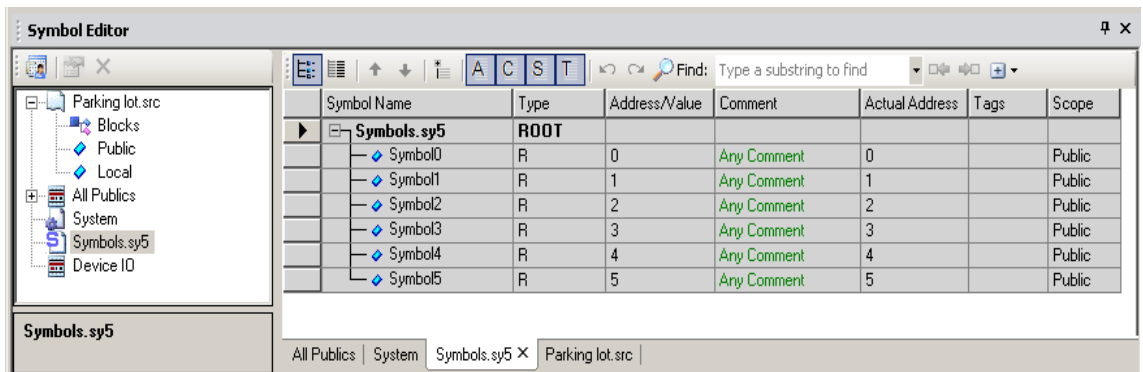 Symbol Editor
A C S T Find: Type a substring to find
Parking lot.src
Blocks
Public
Local
All Publics
System
Symbols.sy5
Device IO
Symbols.sy5
Symbol Name Type Address/Value Comment Actual Address Tags Scope
Symbols.sy5 ROOT
Symbol0 R 0 Any Comment 0 Public
Symbol1 R 1 Any Comment 1 Public
Symbol2 R 2 Any Comment 2 Public
Symbol3 R 3 Any Comment 3 Public
Symbol4 R 4 Any Comment 4 Public
Symbol5 R 5 Any Comment 5 Public
All Publics System Symbols.sy5 Parking lot.src